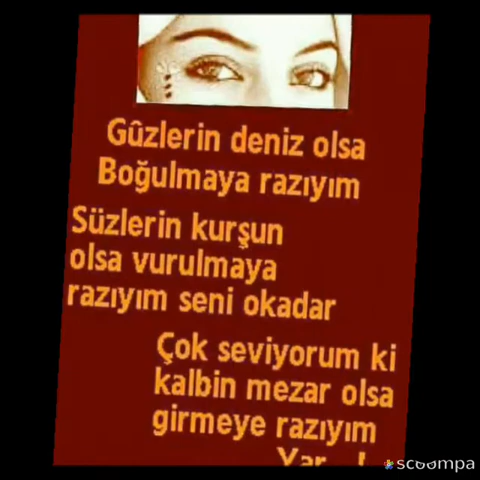 Gûzlerin deniz olsa
Boğulmaya razıyım
Süzlerin kurşun
olsa vurulmaya
razıyım seni okadar
Çok seviyorum ki
kalbin mezar olsa
girmeye razıyım
Yar...!
scoompa